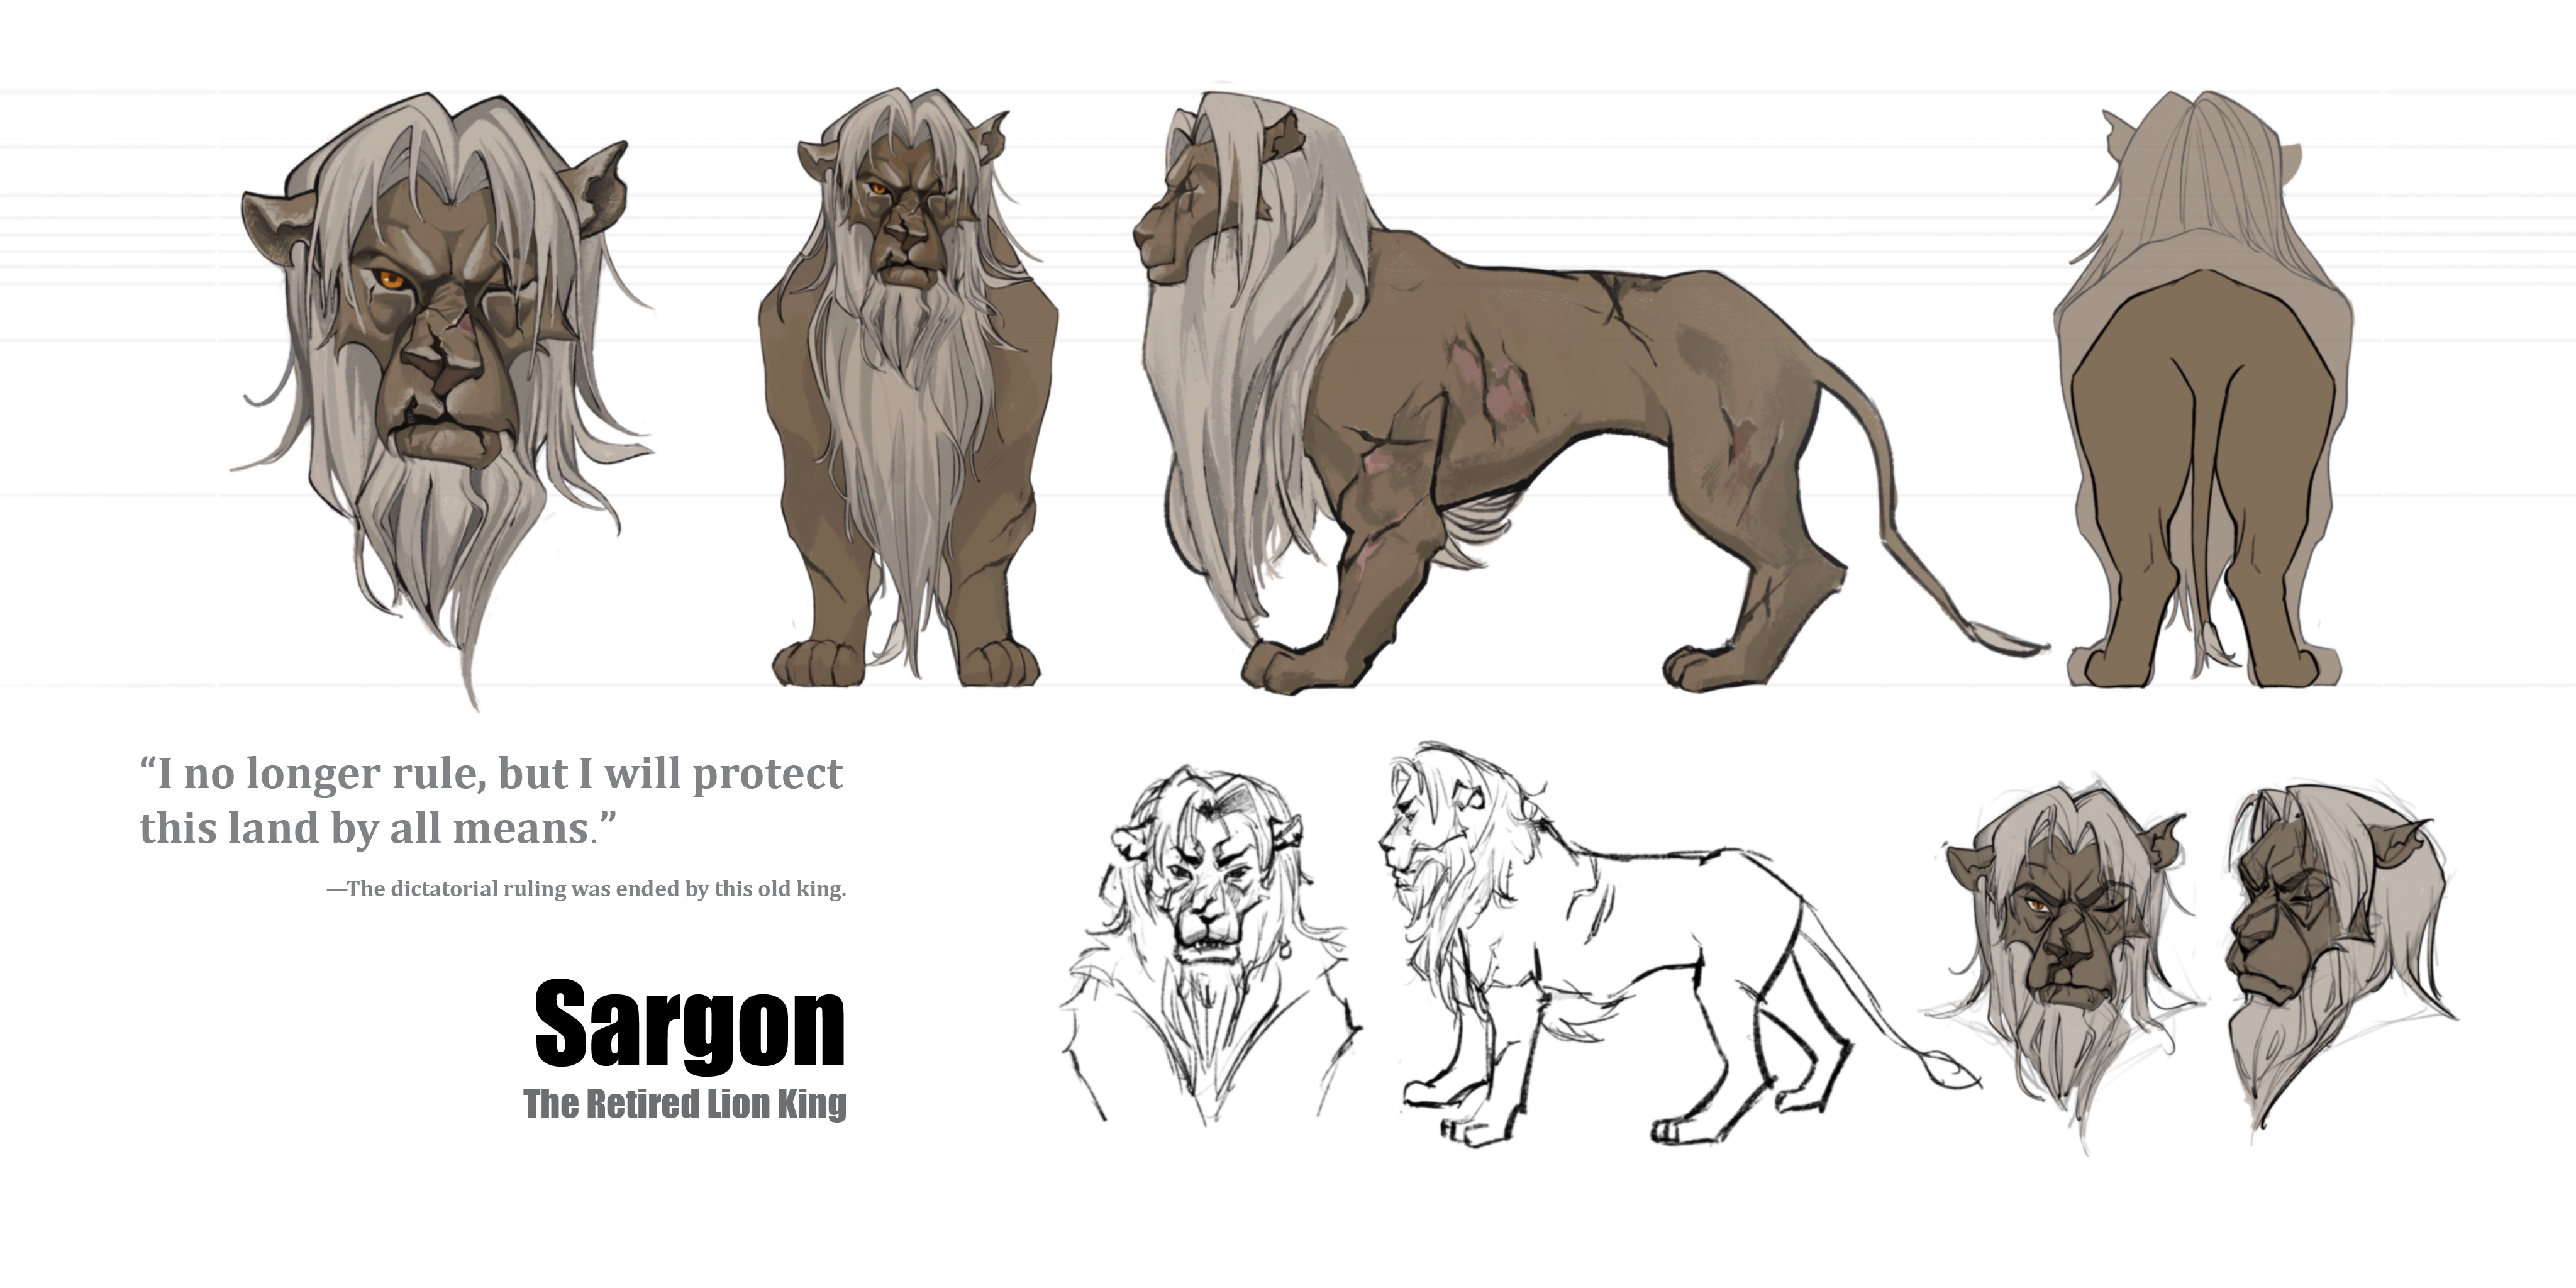 “I no longer rule, but I will protect
this land by all means.”
—The dictatorial ruling was ended by this old king.
Sargon
The Retired Lion King